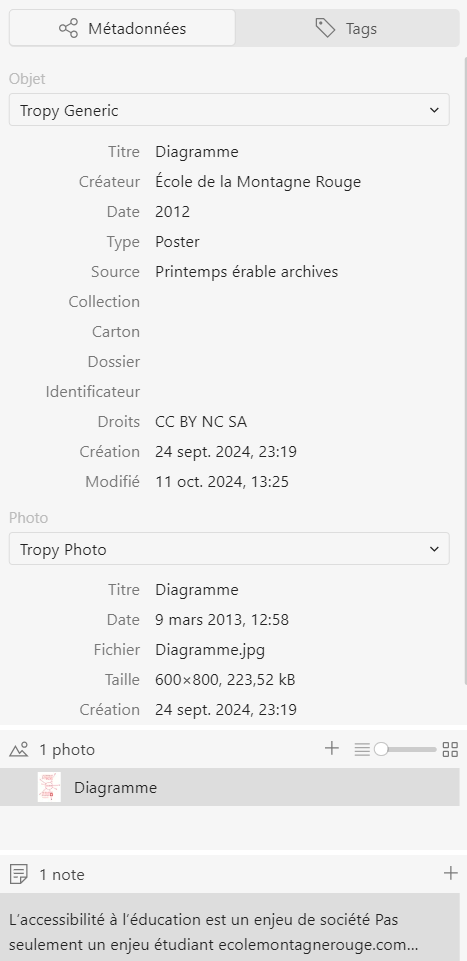 Métadonnées Tags
Objet
Tropy Generic
Titre Diagramme
Créateur École de la Montagne Rouge
Date 2012
Type Poster
Source Printemps érable archives
Collection
Carton
Dossier
Identificateur
Droits CC BY NC SA
Création 24 sept. 2024, 23:19
Modifié 11 oct. 2024, 13:25
Photo
Tropy Photo
Titre Diagramme
Date 9 mars 2013, 12:58
Fichier Diagramme.jpg
Taille 600×800, 223,52 kB
Création 24 sept. 2024, 23:19
1 photo
Diagramme
1 note
L’accessibilité à l’éducation est un enjeu de société Pas
seulement un enjeu étudiant ecolemontagnerouge.com...